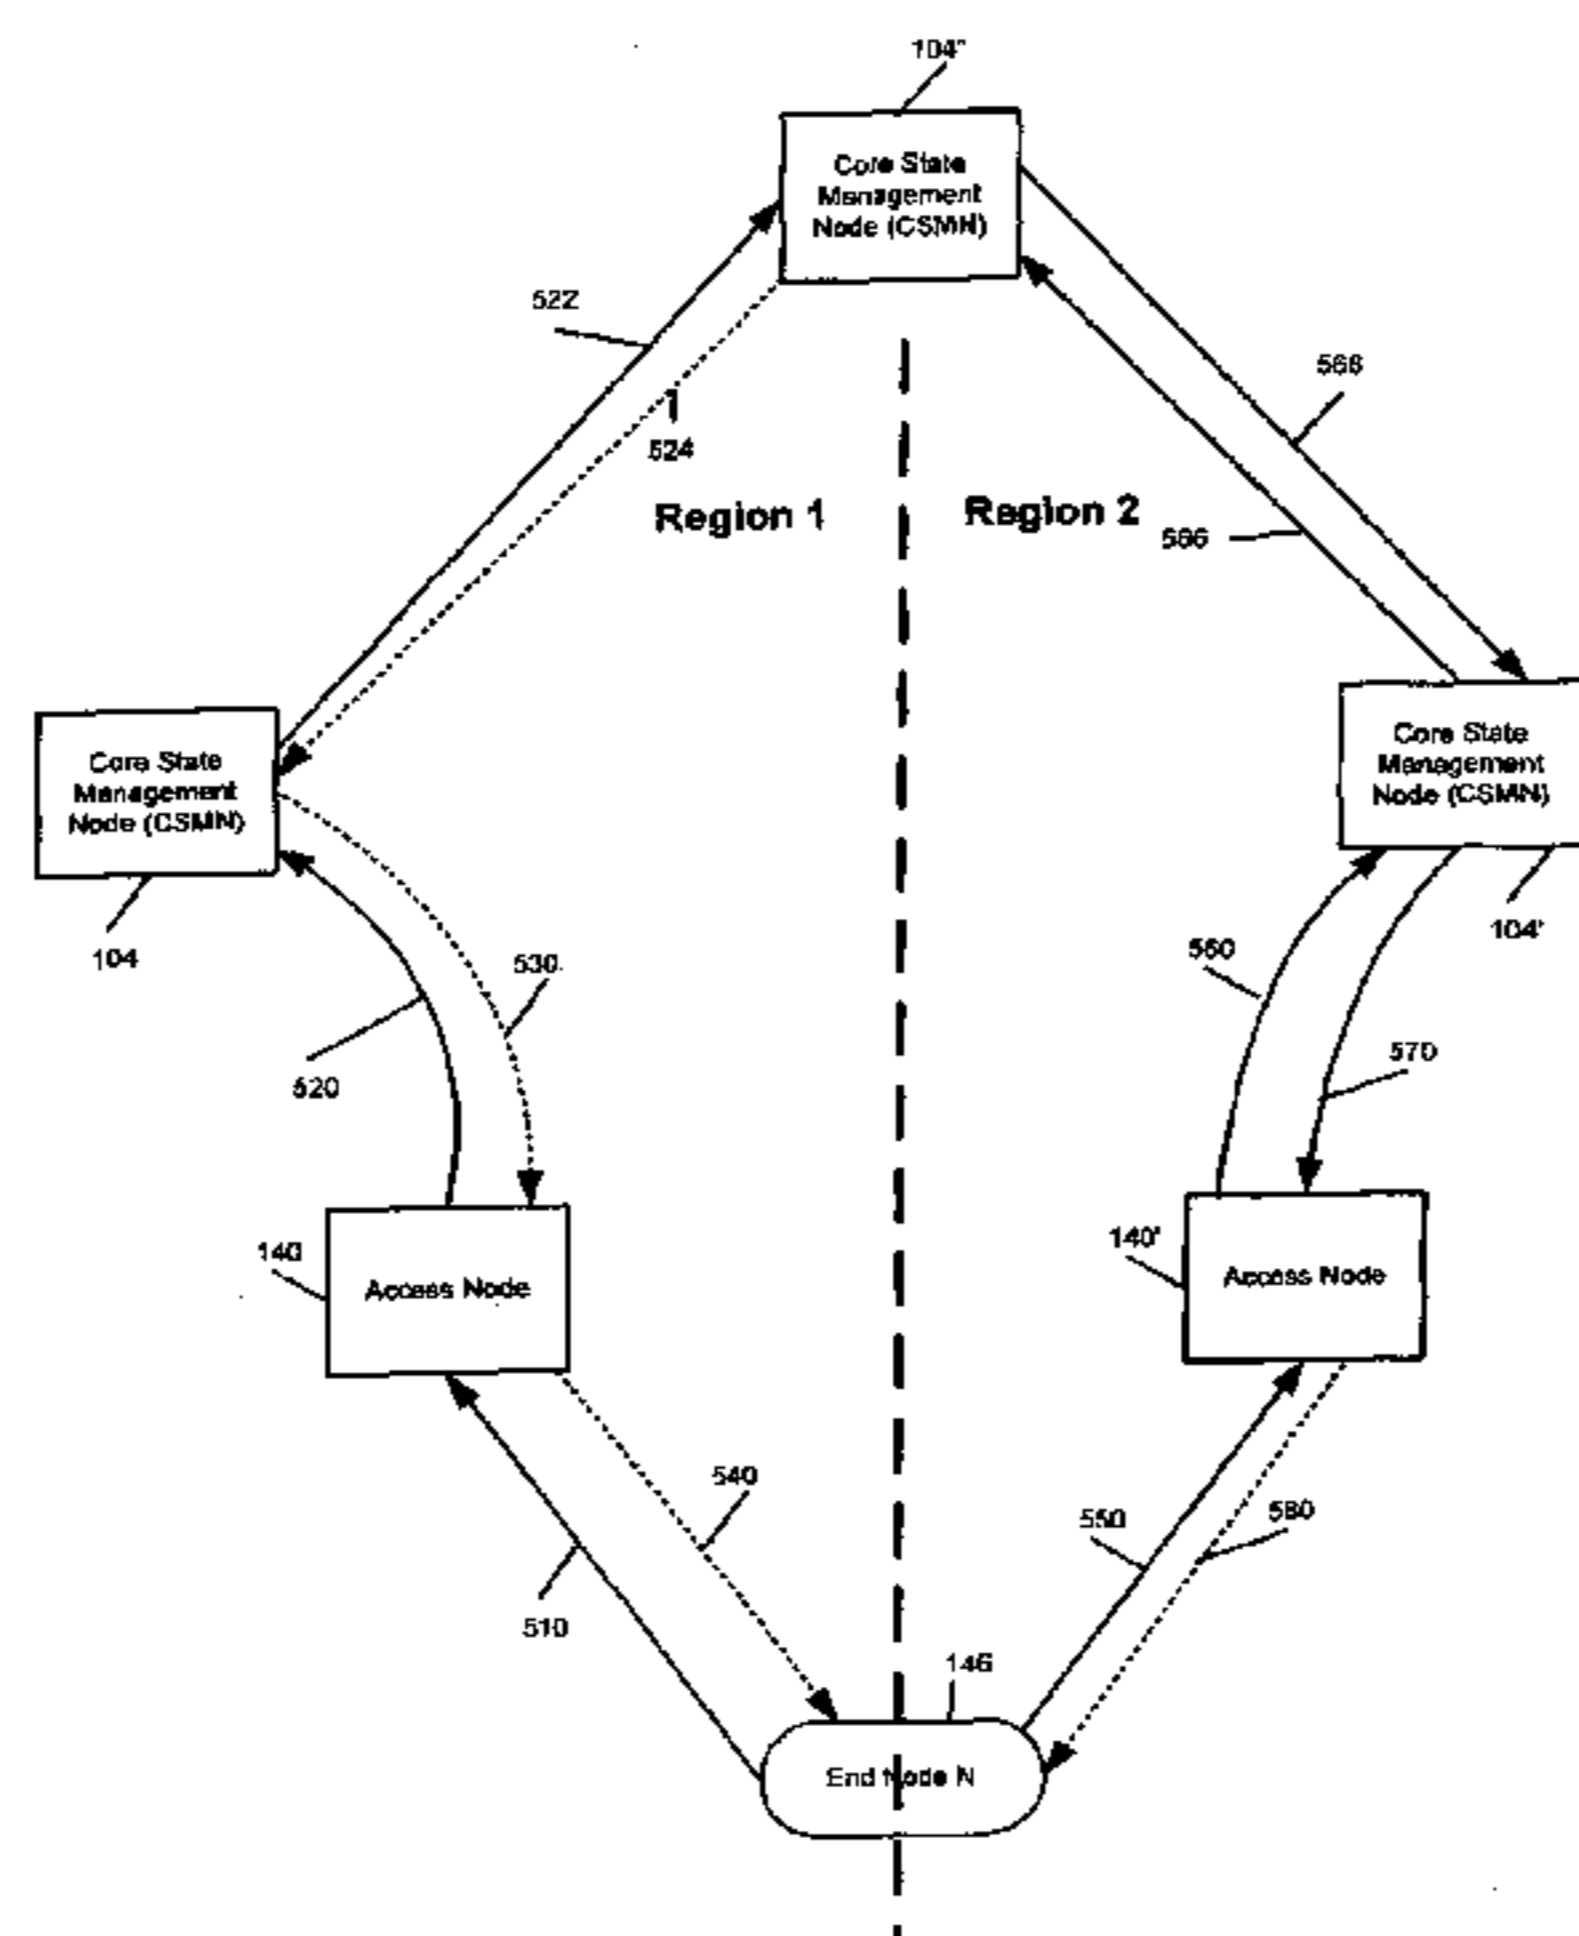 104"
Core State
Management
Node (CSMN)
522
568
524
Region 1
Region 2
566
Core State
Management
Node (CSMN)
Core State
Management
Node (CSMN)
104
104'
530
560
520
570
140
Access Node
140'
Access Node
540
550
580
510
146
End Node N